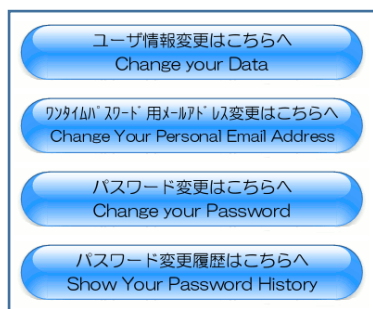 ユーザ情報変更はこちらへ
Change your Data
ﾜﾝﾀｲﾑﾊﾟｽﾜｰﾄﾞ用ﾒｰﾙｱﾄﾞﾚｽ変更はこちらへ
Change Your Personal Email Address
パスワード変更はこちらへ
Change your Password
パスワード変更履歴はこちらへ
Show Your Password History